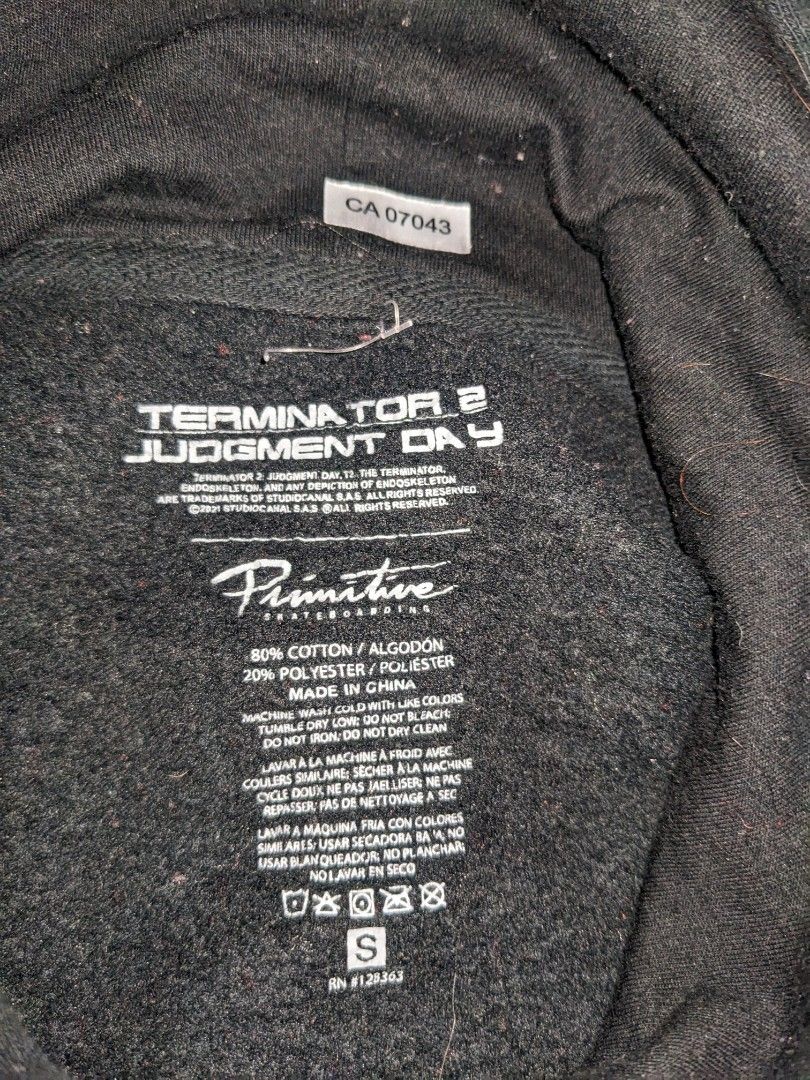 CA 07043
TERMINATOR 2
JUDGMENT DAY
TERMINATOR 2: JUDGMENT DAY, T2, THE TERMINATOR,
ENDOSKELETON, AND ANY DEPICTION OF ENDOSKELETON
ARE TRADEMARKS OF STUDIOCANAL S.A.S. ALL RIGHTS RESERVED.
©2021 STUDIOCANAL S.A.S. ® ALL RIGHTS RESERVED.
Primitive
SKATEBOARDING
80% COTTON / ALGODÓN
20% POLYESTER / POLIÉSTER
MADE IN CHINA
MACHINE WASH COLD WITH LIKE COLORS
TUMBLE DRY LOW; DO NOT BLEACH;
DO NOT IRON; DO NOT DRY CLEAN
LAVAR A LA MACHINE À FROID AVEC
COULERS SIMILAIRE; SÉCHER À LA MACHINE
CYCLE DOUX; NE PAS JAELLISER; NE PAS
REPASSER; PAS DE NETTOYAGE A SEC
LAVAR A MAQUINA FRIA CON COLORES
SIMILARES; USAR SECADORA BAJA, NO
USAR BLANQUEADOR; NO PLANCHAR;
NO LAVAR EN SECO
S
RN #128363